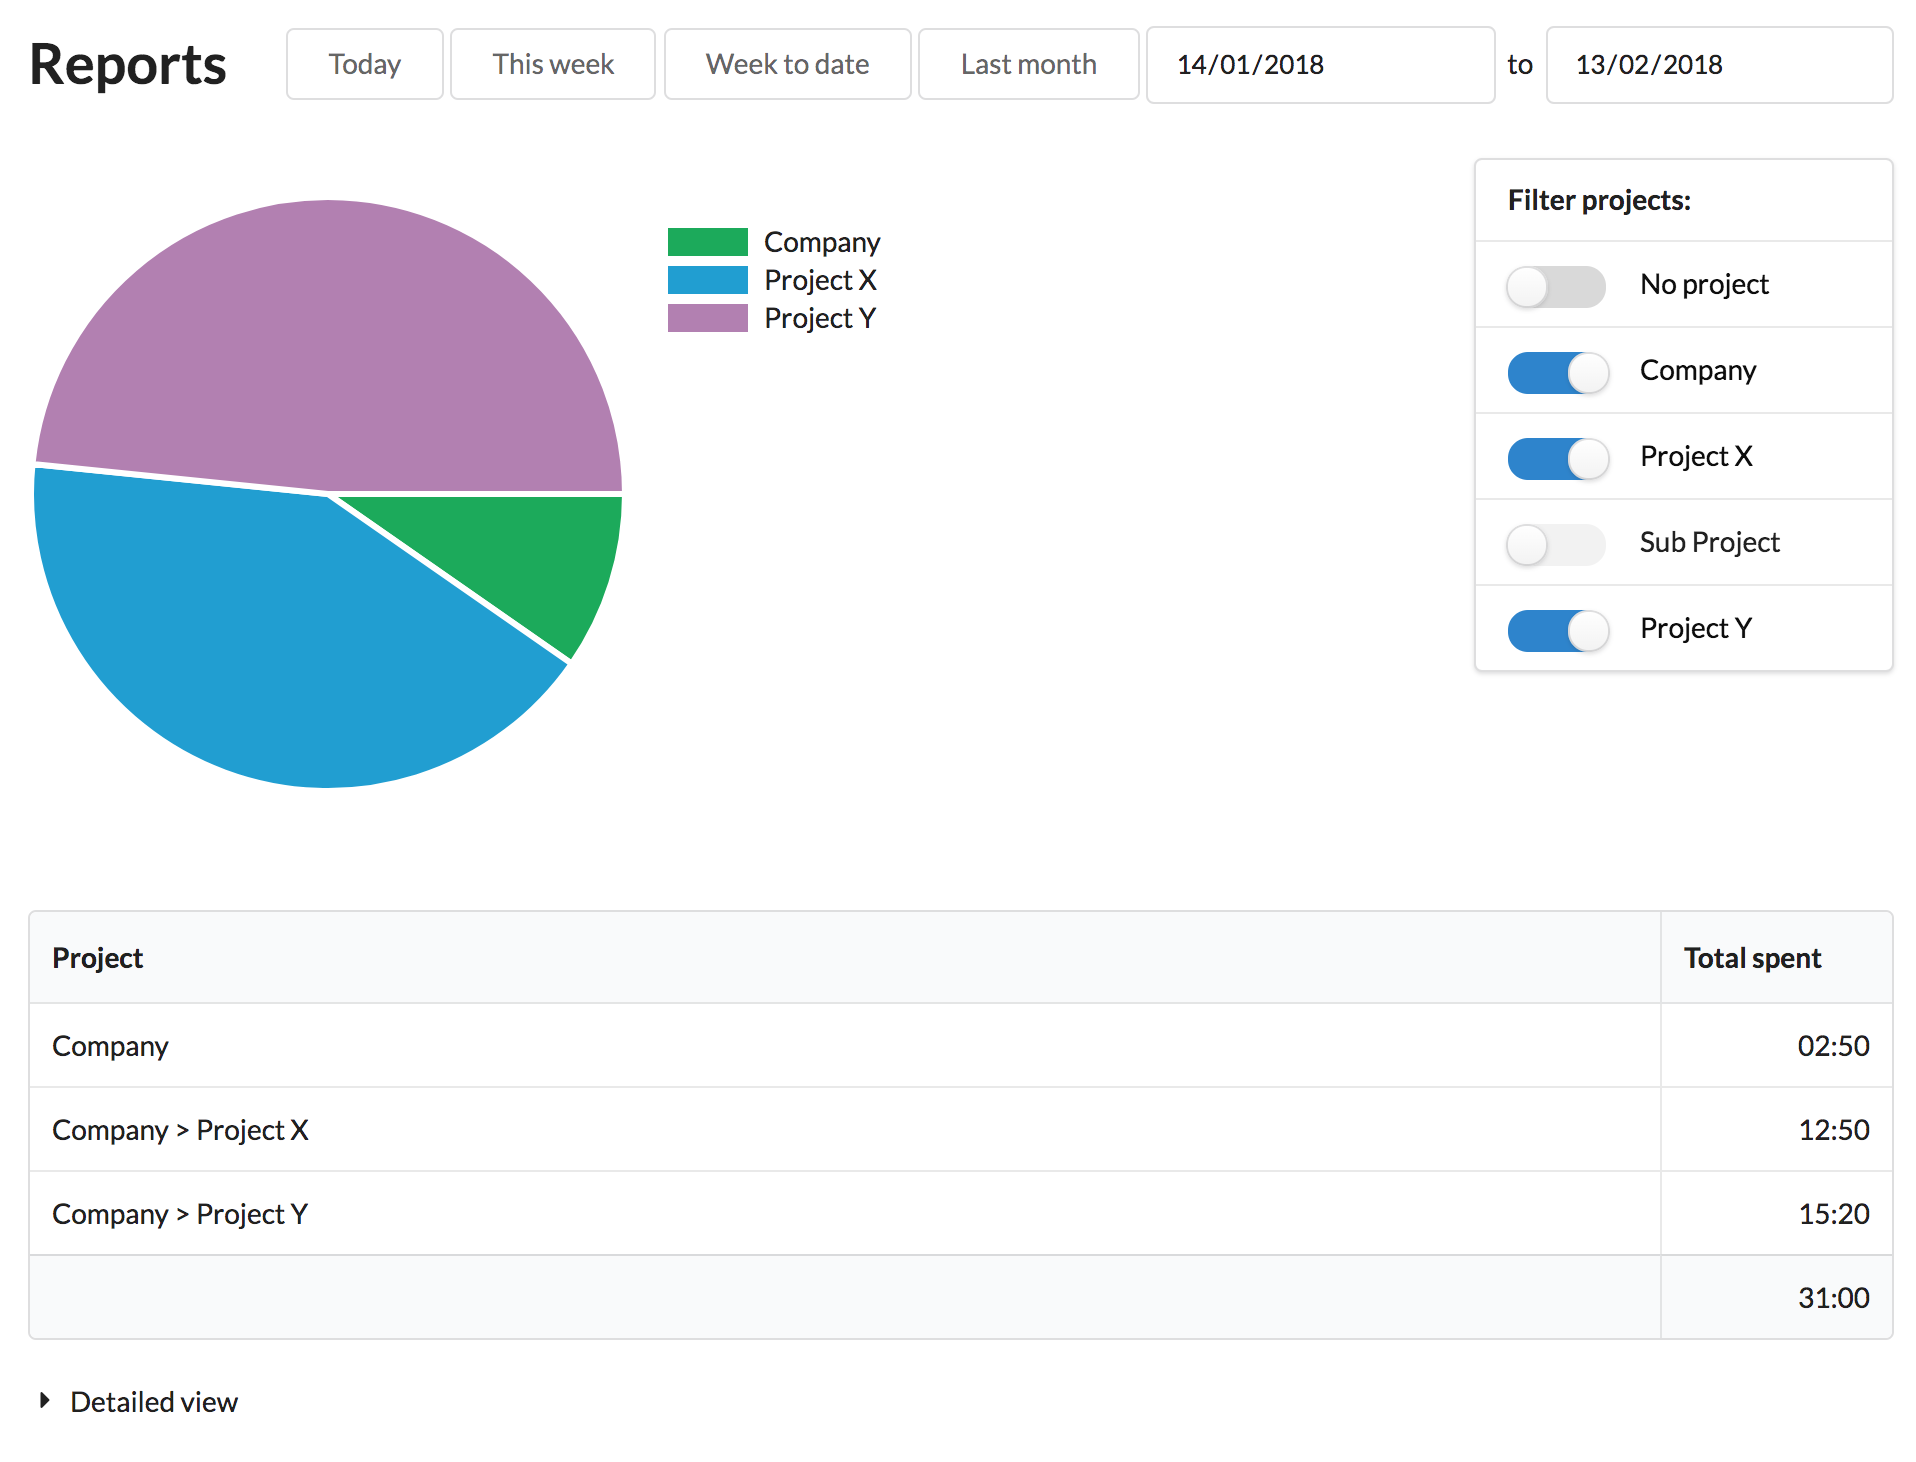 Reports
Today
This week
Week to date
Last month
14/01/2018
to
13/02/2018
Company
Project X
Project Y
Filter projects:
No project
Company
Project X
Sub Project
Project Y
Project Total spent
Company 02:50
Company > Project X 12:50
Company > Project Y 15:20
31:00
Detailed view